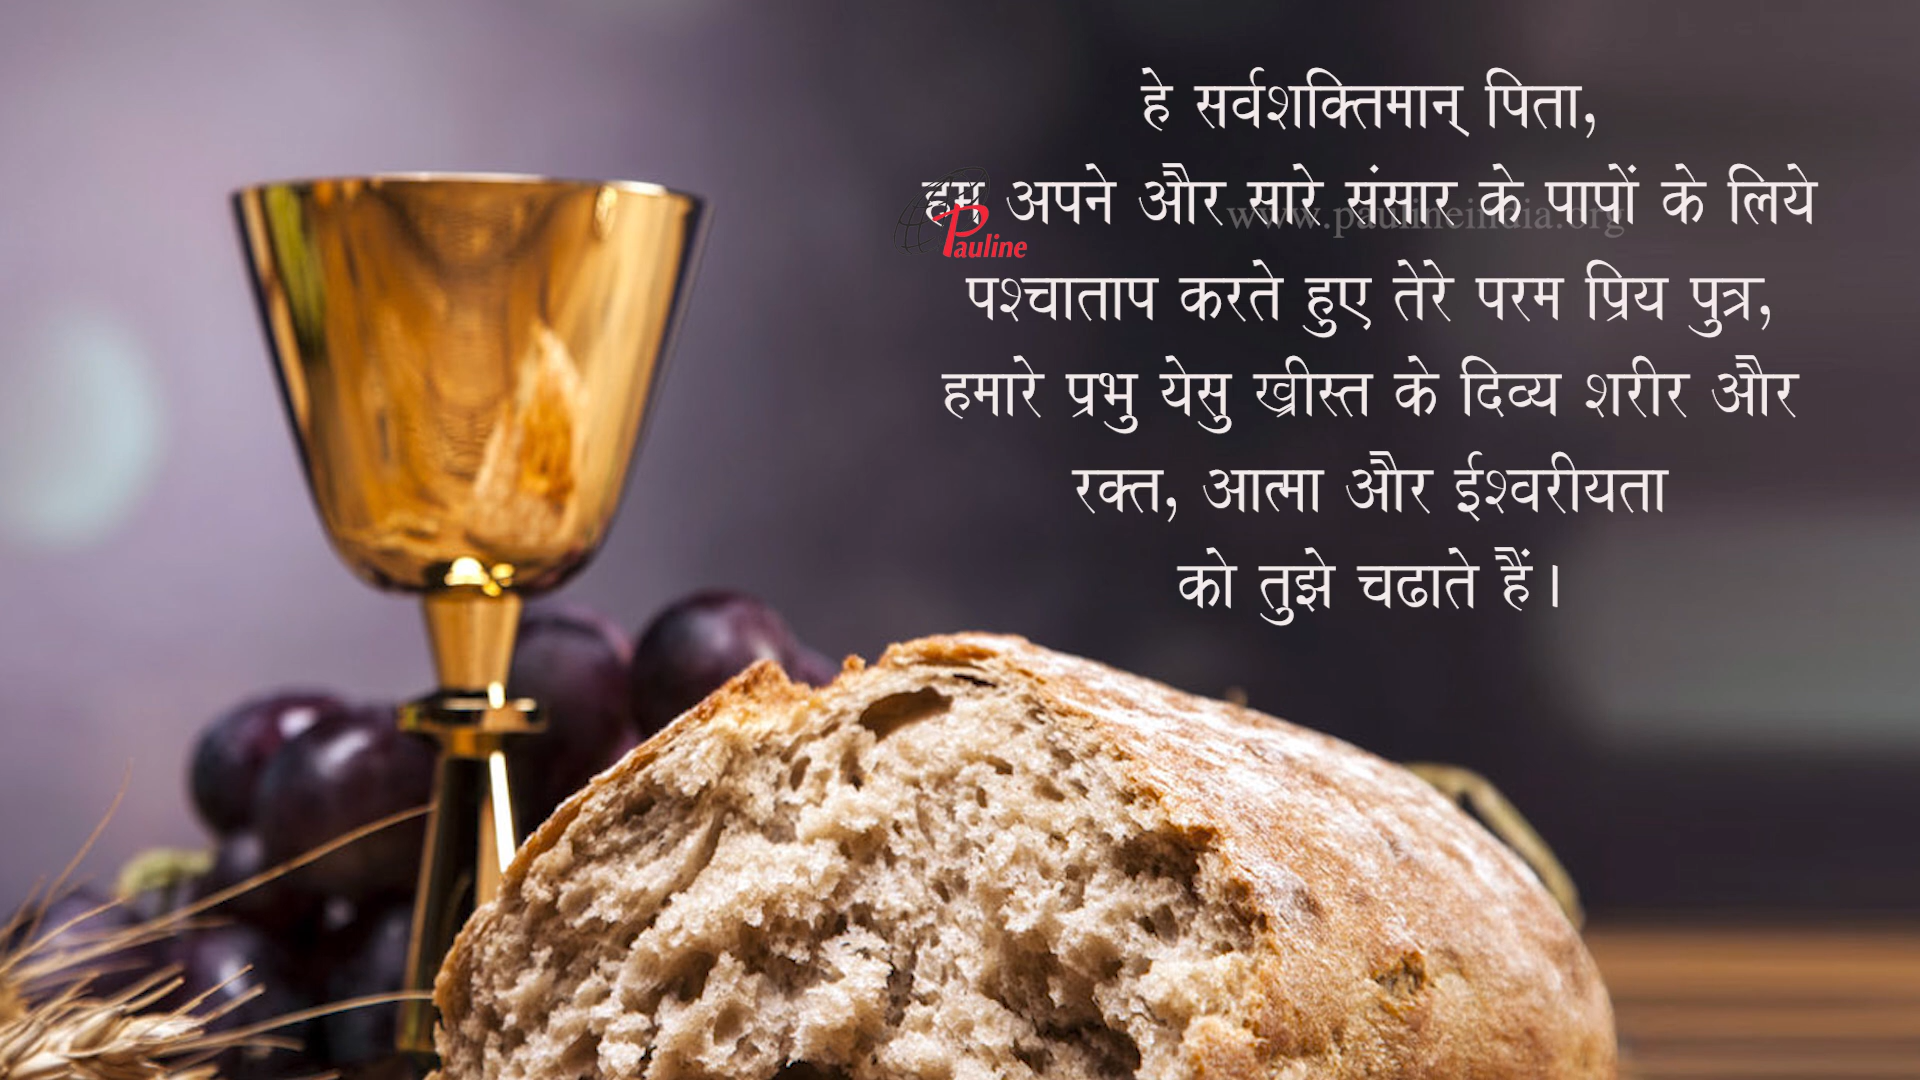 हे सर्वशक्तिमान् पिता,
हम अपने और सारे संसार के पापों के लिये
www.paulineindia.org
Pauline
पश्चाताप करते हुए तेरे परम प्रिय पुत्र,
हमारे प्रभु येसु ख्रीस्त के दिव्य शरीर और
रक्त, आत्मा और ईश्वरीयता
को तुझे चढाते हैं।